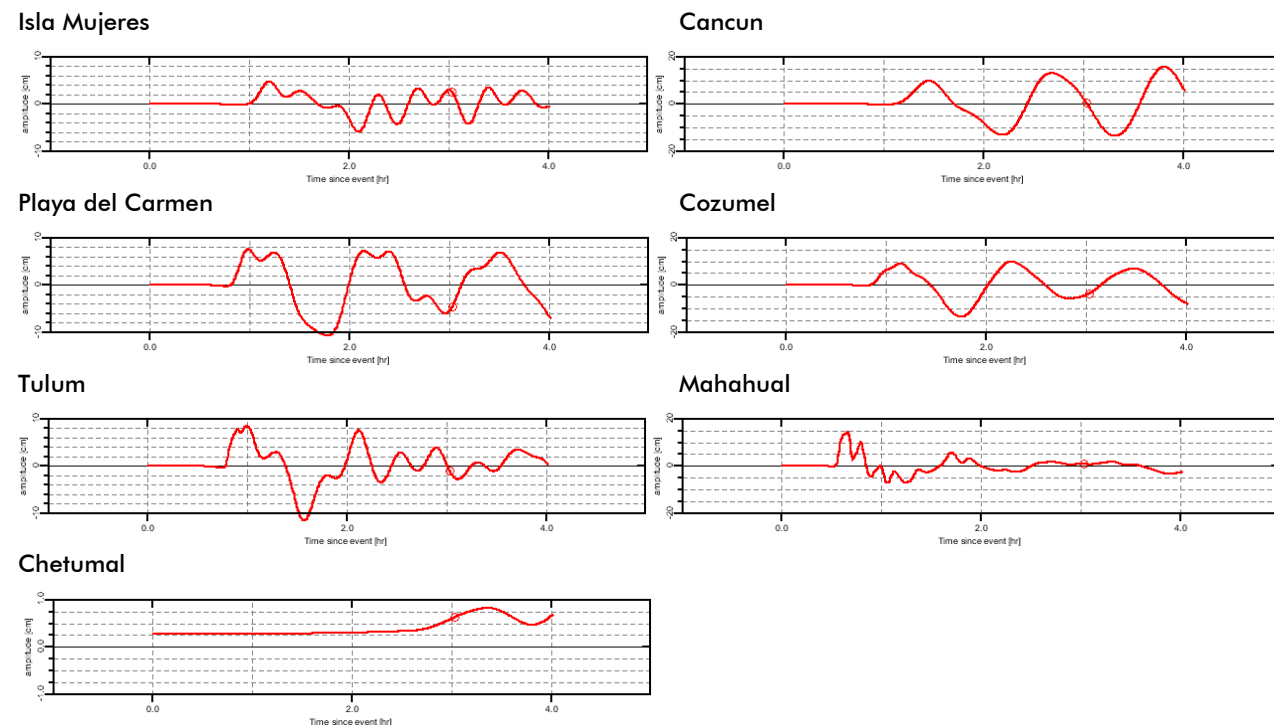 Isla Mujeres
Cancun
10
0
-10
amplitude [cm]
0.0 2.0 4.0
Time since event [hr]
20
0
-20
amplitude [cm]
0.0 2.0 4.0
Time since event [hr]
Playa del Carmen
Cozumel
10
0
-10
amplitude [cm]
0.0 2.0 4.0
Time since event [hr]
20
0
-20
amplitude [cm]
0.0 2.0 4.0
Time since event [hr]
Tulum
Mahahual
10
0
-10
amplitude [cm]
0.0 2.0 4.0
Time since event [hr]
20
0
-20
amplitude [cm]
0.0 2.0 4.0
Time since event [hr]
Chetumal
1.0
0.0
-1.0
amplitude [cm]
0.0 2.0 4.0
Time since event [hr]